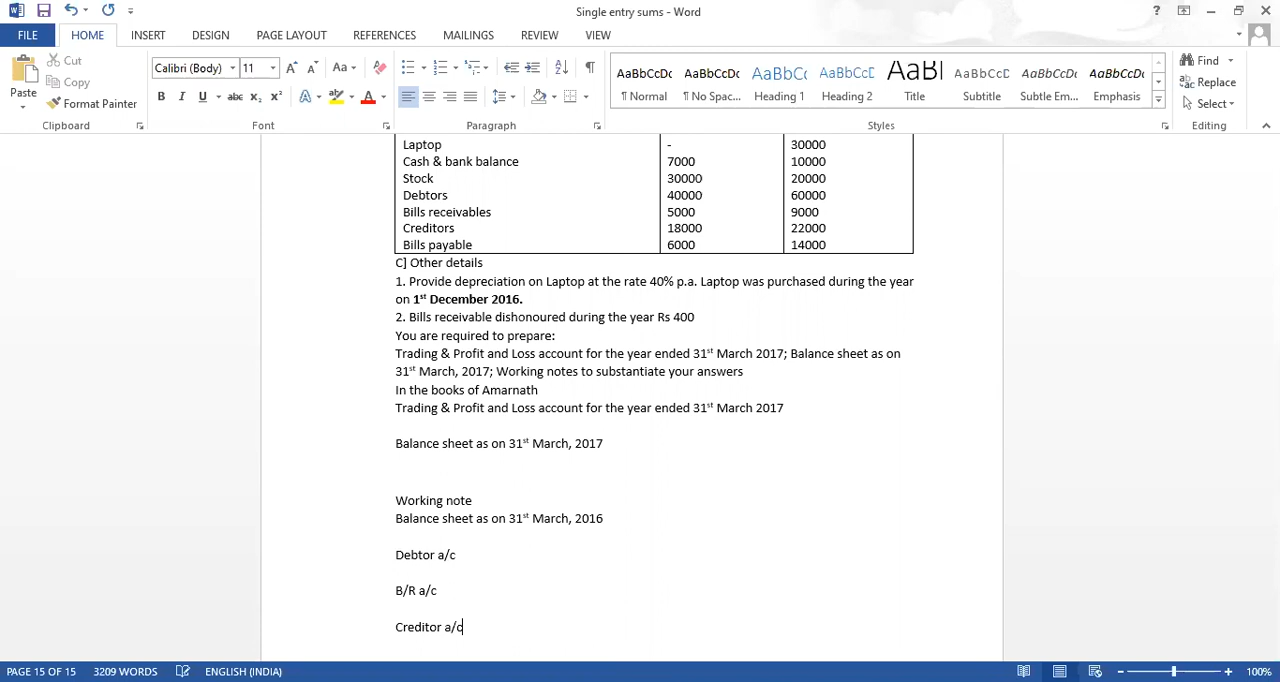 Single entry sums - Word
FILE HOME INSERT DESIGN PAGE LAYOUT REFERENCES MAILINGS REVIEW VIEW
Cut
Copy
Paste
Format Painter
Clipboard
Calibri (Body) 11
Font
Paragraph
AaBbCcDc AaBbCcDc AaBbCc AaBbCcD AaBl AaBbCcD AaBbCcDc AaBbCcDc
¶ Normal ¶ No Spac... Heading 1 Heading 2 Title Subtitle Subtle Em... Emphasis
Styles
Find
Replace
Select
Editing
Laptop - 30000
Cash & bank balance 7000 10000
Stock 30000 20000
Debtors 40000 60000
Bills receivables 5000 9000
Creditors 18000 22000
Bills payable 6000 14000
C] Other details
1. Provide depreciation on Laptop at the rate 40% p.a. Laptop was purchased during the year
on 1st December 2016.
2. Bills receivable dishonoured during the year Rs 400
You are required to prepare:
Trading & Profit and Loss account for the year ended 31st March 2017; Balance sheet as on
31st March, 2017; Working notes to substantiate your answers
In the books of Amarnath
Trading & Profit and Loss account for the year ended 31st March 2017
Balance sheet as on 31st March, 2017
Working note
Balance sheet as on 31st March, 2016
Debtor a/c
B/R a/c
Creditor a/c
PAGE 15 OF 15 3209 WORDS ENGLISH (INDIA) 100%